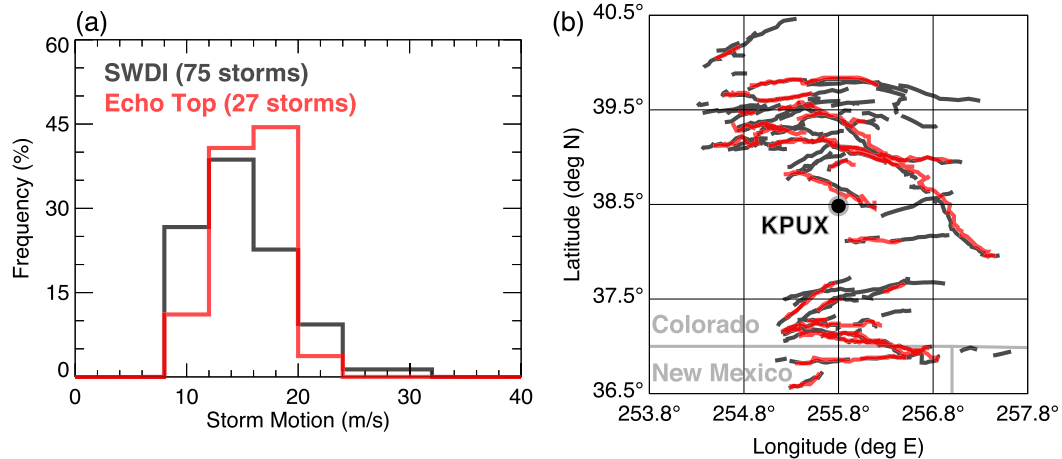 (a)
60
45
30
15
0
Frequency (%)
SWDI (75 storms)
Echo Top (27 storms)
0 10 20 30 40
Storm Motion (m/s)
(b)
40.5°
39.5°
38.5°
37.5°
36.5°
Latitude (deg N)
KPUX
Colorado
New Mexico
253.8° 254.8° 255.8° 256.8° 257.8°
Longitude (deg E)